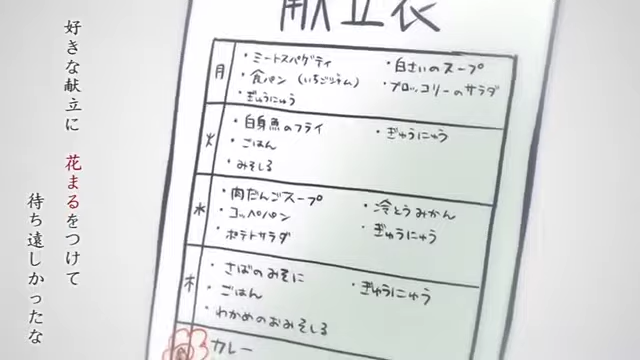 好きな献立に 花まるをつけて
待ち遠しかったな
献立表
月
・ミートスパゲティ
・食パン（いちごジャム）
・ぎゅうにゅう
・白さいのスープ
・ブロッコリーのサラダ
火
・白身魚のフライ
・ごはん
・みそしる
・ぎゅうにゅう
水
・肉だんごスープ
・コッペパン
・ポテトサラダ
・冷とうみかん
・ぎゅうにゅう
木
・さばのみそに
・ごはん
・わかめのおみそしる
・ぎゅうにゅう
カレー